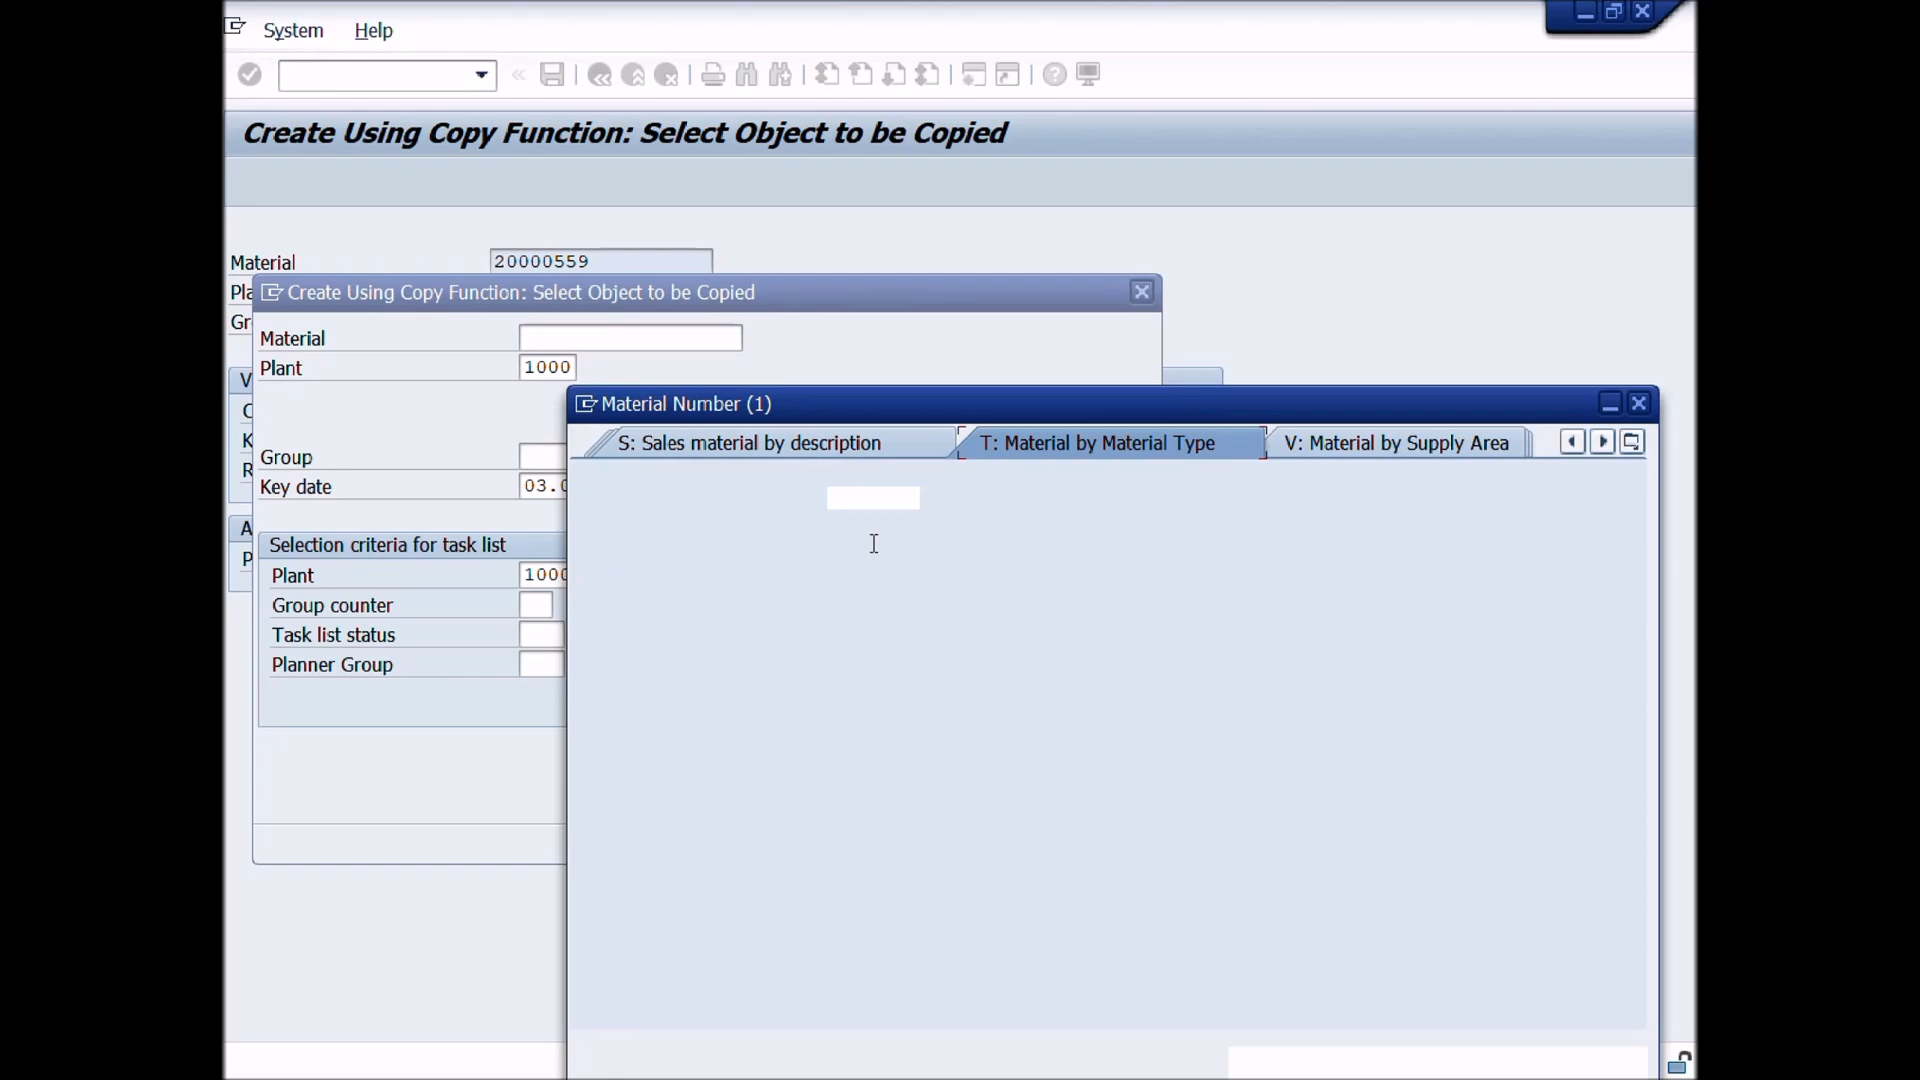 System Help
Create Using Copy Function: Select Object to be Copied
Material 20000559
Create Using Copy Function: Select Object to be Copied
Material
Plant 1000
Material Number (1)
S: Sales material by description T: Material by Material Type V: Material by Supply Area
Group
Key date 03.
Selection criteria for task list
Plant 1000
Group counter
Task list status
Planner Group